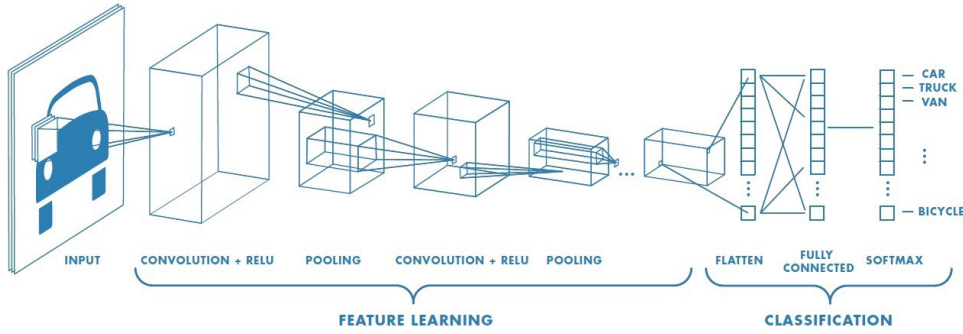 CAR
TRUCK
VAN
BICYCLE
INPUT
CONVOLUTION + RELU
POOLING
CONVOLUTION + RELU
POOLING
FLATTEN
FULLY
CONNECTED
SOFTMAX
FEATURE LEARNING
CLASSIFICATION